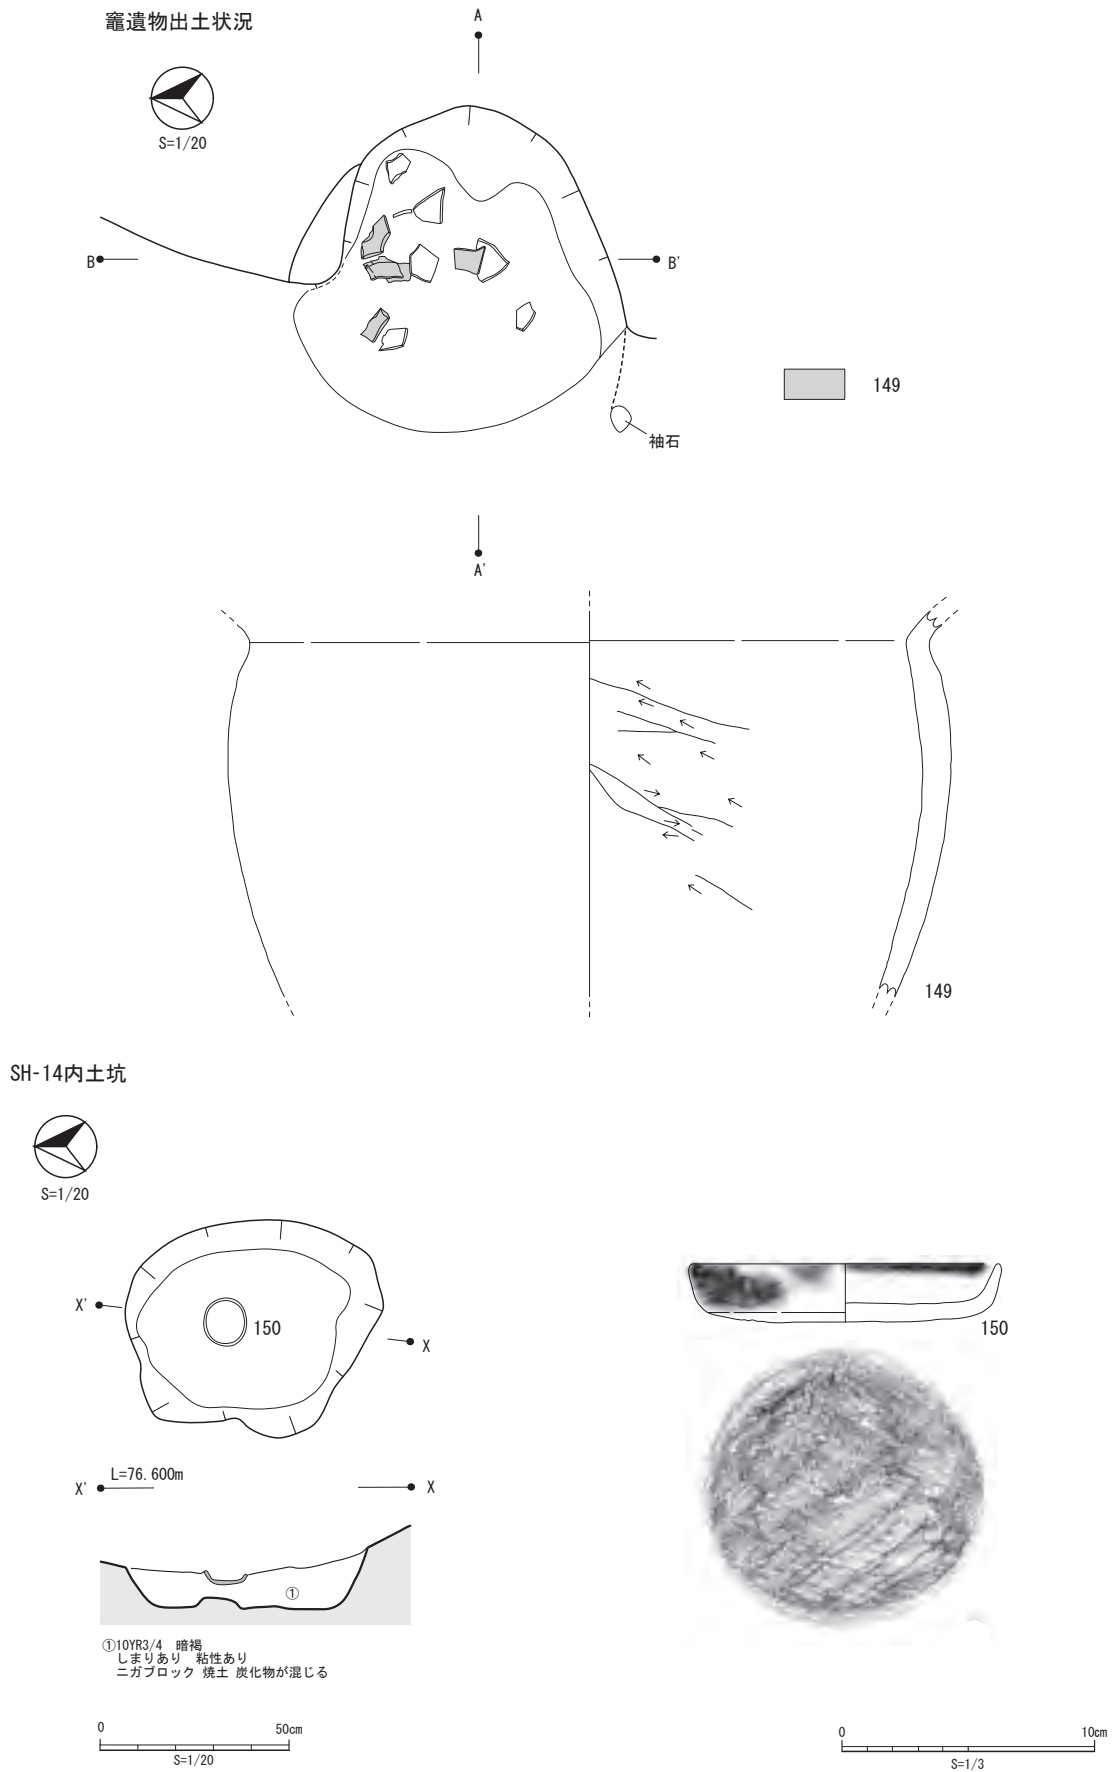 竈遺物出土状況
A
S=1/20
B
B'
149
袖石
A'
149
SH-14内土坑
S=1/20
X'
150
X
150
L=76.600m
X'
X
①
①10YR3/4 暗褐
しまりあり 粘性あり
ニガブロック 焼土 炭化物が混じる
0 50cm
S=1/20
0 10cm
S=1/3